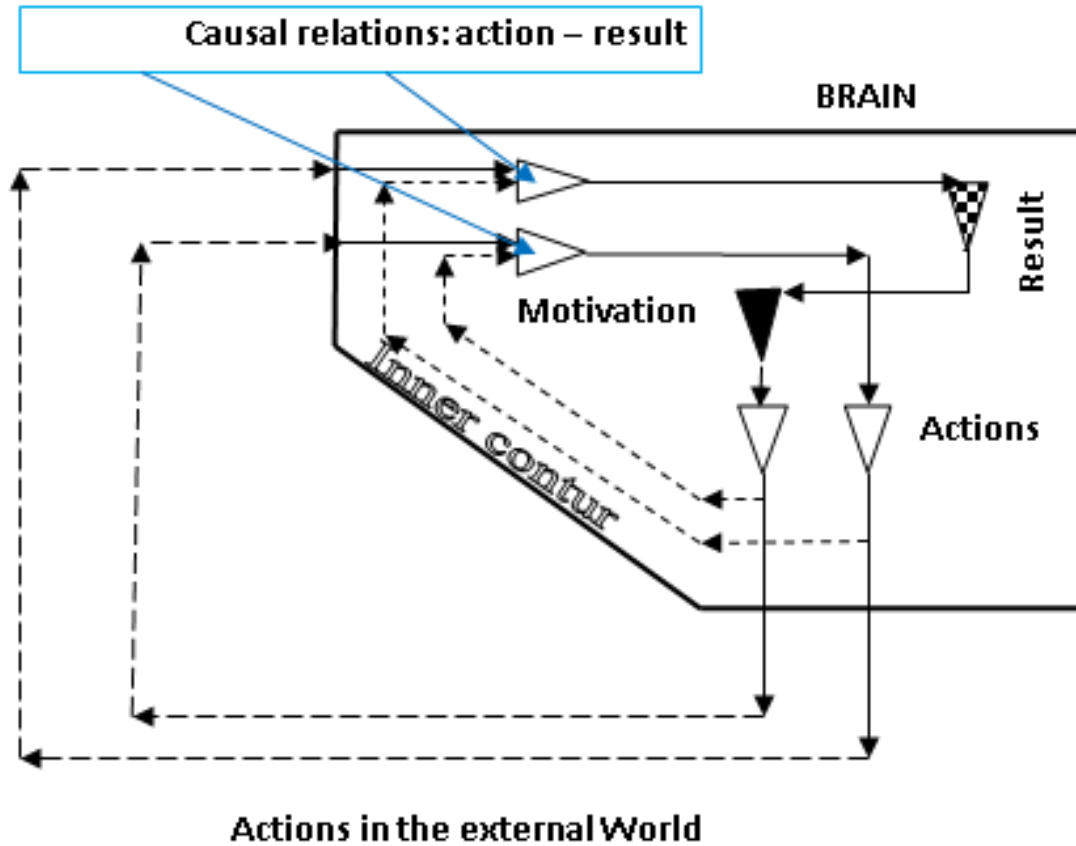 Causal relations: action – result
BRAIN
Result
Motivation
Inner contur
Actions
Actions in the external World